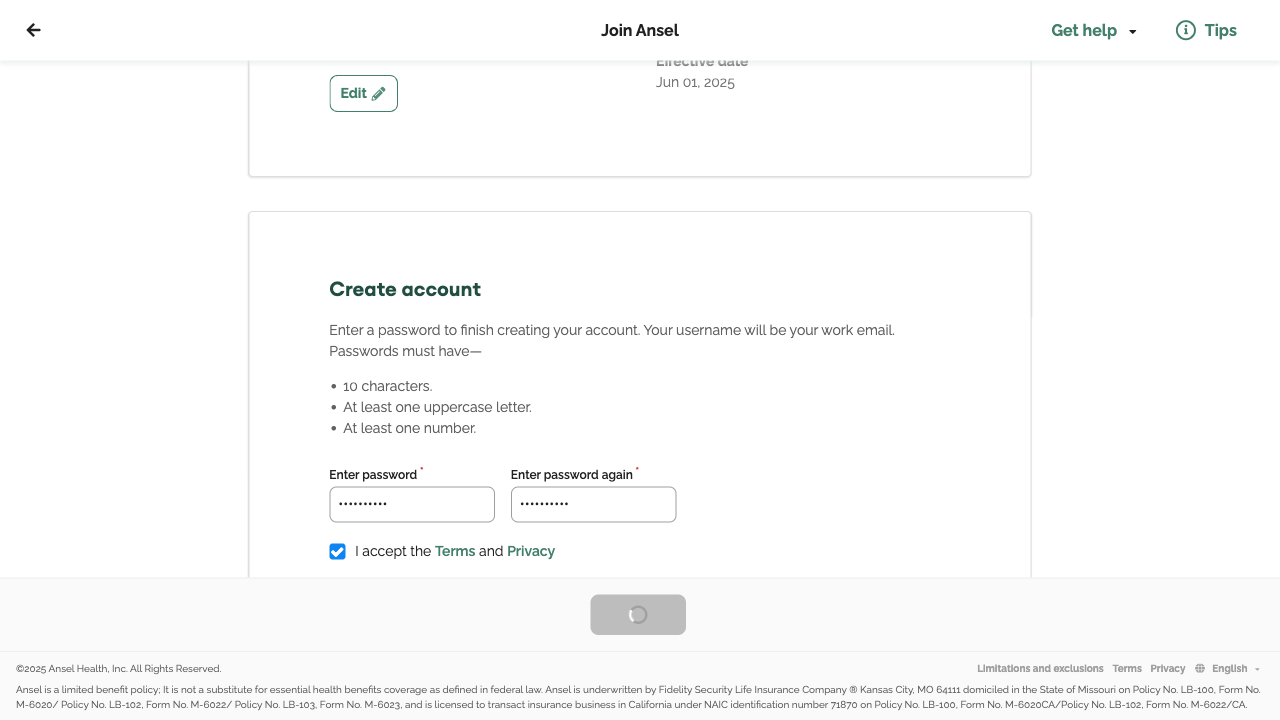 Join Ansel
Get help
Tips
Effective date
Jun 01, 2025
Edit
Create account
Enter a password to finish creating your account. Your username will be your work email.
Passwords must have—
• 10 characters.
• At least one uppercase letter.
• At least one number.
Enter password *
Enter password again *
••••••••••
••••••••••
I accept the Terms and Privacy
©2025 Ansel Health, Inc. All Rights Reserved.
Limitations and exclusions
Terms
Privacy
English
Ansel is a limited benefit policy; It is not a substitute for essential health benefits coverage as defined in federal law. Ansel is underwritten by Fidelity Security Life Insurance Company ® Kansas City, MO 64111 domiciled in the State of Missouri on Policy No. LB-100, Form No.
M-6020/ Policy No. LB-102, Form No. M-6022/ Policy No. LB-103, Form No. M-6023, and is licensed to transact insurance business in California under NAIC identification number 71870 on Policy No. LB-100, Form No. M-6020CA/Policy No. LB-102, Form No. M-6022/CA.